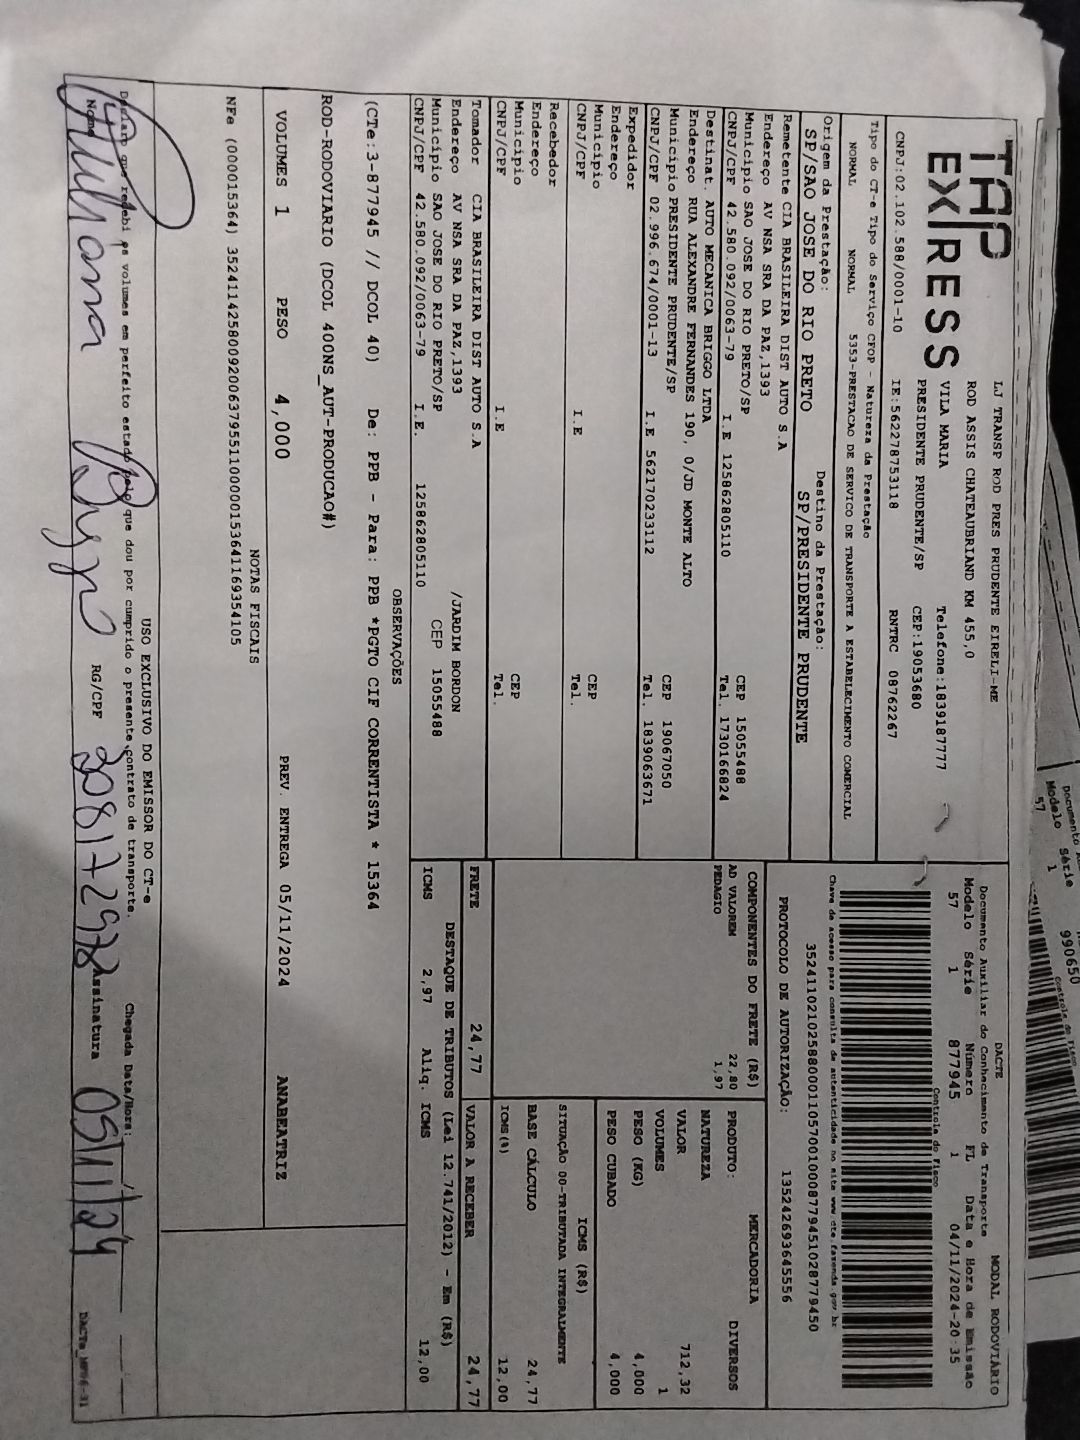 TAP
EXPRESS
LJ TRANSP ROD PRES PRUDENTE EIRELI-ME
ROD ASSIS CHATEAUBRIAND KM 455,0
VILA MARIA Telefone:1839187777
PRESIDENTE PRUDENTE/SP CEP:19053680
CNPJ:02.102.588/0001-10 IE:562278753118 RNTRC 08762267
Tipo do CT-e Tipo do Serviço CFOP - Natureza da Prestação
NORMAL NORMAL 5353-PRESTACAO DE SERVICO DE TRANSPORTE A ESTABELECIMENTO COMERCIAL
Origem da Prestação: Destino da Prestação:
SP/SAO JOSE DO RIO PRETO SP/PRESIDENTE PRUDENTE
Remetente CIA BRASILEIRA DIST AUTO S.A
Endereço AV NSA SRA DA PAZ,1393
Município SAO JOSE DO RIO PRETO/SP CEP 15055488
CNPJ/CPF 42.580.092/0063-79 I.E 125862805110 Tel. 1730166824
Destinat. AUTO MECANICA BRIGGO LTDA
Endereço RUA ALEXANDRE FERNANDES 190, 0/JD MONTE ALTO
Município PRESIDENTE PRUDENTE/SP CEP 19067050
CNPJ/CPF 02.996.674/0001-13 I.E 562170233112 Tel. 1839063671
Expedidor
Endereço
Município CEP
CNPJ/CPF I.E Tel.
Recebedor
Endereço
Município CEP
CNPJ/CPF I.E Tel.
Tomador CIA BRASILEIRA DIST AUTO S.A
Endereço AV NSA SRA DA PAZ,1393 /JARDIM BORDON
Município SAO JOSE DO RIO PRETO/SP CEP 15055488
CNPJ/CPF 42.580.092/0063-79 I.E. 125862805110
DACTE MODAL RODOVIÁRIO
Documento Auxiliar do Conhecimento de Transporte
Modelo Série Número FL Data e Hora de Emissão
57 1 877945 1 04/11/2024-20:35
Controle do Fisco
35241102102588000110570010008779451028779450
Chave de acesso para consulta de autenticidade no site www.cte.fazenda.gov.br
PROTOCOLO DE AUTORIZAÇÃO: 135242693645556
COMPONENTES DO FRETE (R$)
AD VALOREM 22,80
PEDAGIO 1,97
MERCADORIA
PRODUTO: DIVERSOS
NATUREZA
VALOR 712,32
VOLUMES 1
PESO (KG) 4,000
PESO CUBADO 4,000
ICMS (R$)
SITUAÇÃO 00-TRIBUTADA INTEGRALMENTE
BASE CÁLCULO 24,77
ICMS(%) 12,00
FRETE 24,77 VALOR A RECEBER 24,77
DESTAQUE DE TRIBUTOS (Lei 12.741/2012) - Em (R$)
ICMS 2,97 Aliq. ICMS 12,00
OBSERVAÇÕES
(CTe:3-877945 // DCOL 40) De: PPB - Para: PPB *PGTO CIF CORRENTISTA * 15364
ROD-RODOVIARIO (DCOL 400NS_AUT-PRODUCAO#)
VOLUMES 1 PESO 4,000 PREV. ENTREGA 05/11/2024 ANABEATRIZ
NOTAS FISCAIS
NFe (000015364) 35241142580092006379551100000153641169354105
USO EXCLUSIVO DO EMISSOR DO CT-e
Declaro que recebi os volumes em perfeito estado pelo que dou por cumprido o presente contrato de transporte. Chegada Data/Hora:
Nome RG/CPF 308172978 Assinatura 05/11/24
Modelo Série
57 1 990650
Controle do Fisco